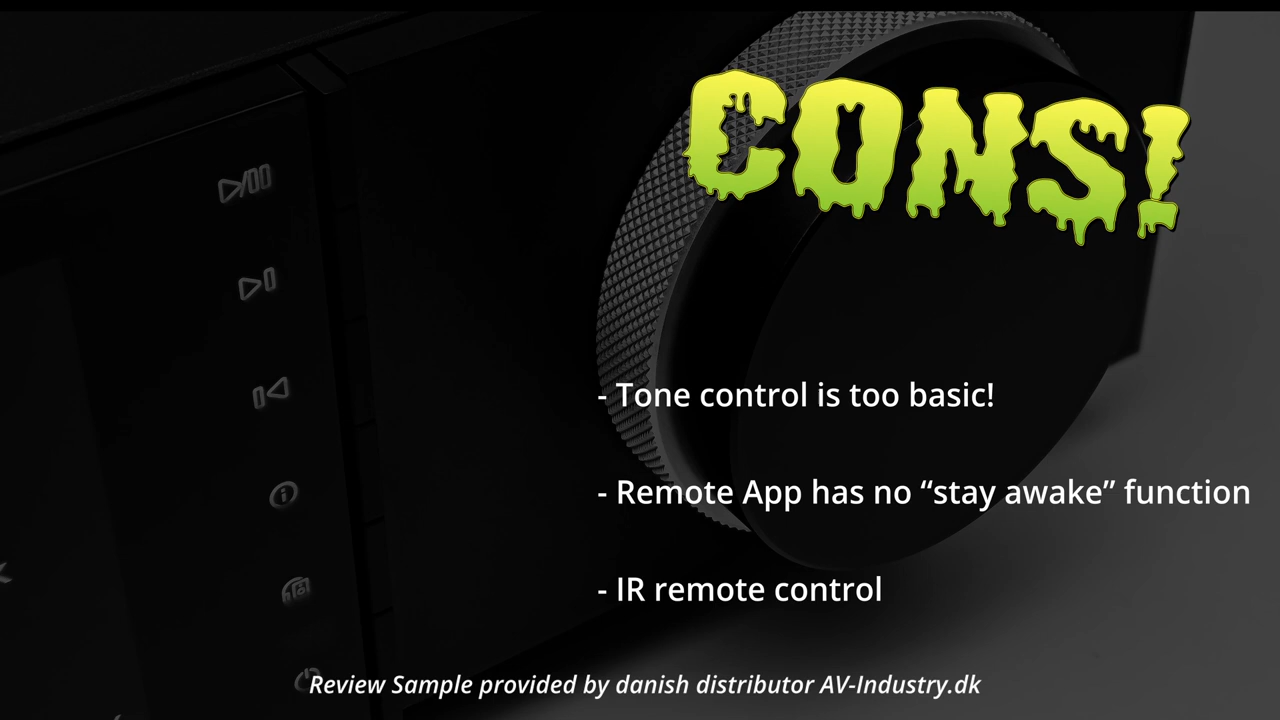 CONS!
- Tone control is too basic!
- Remote App has no “stay awake” function
- IR remote control
Review Sample provided by danish distributor AV-Industry.dk